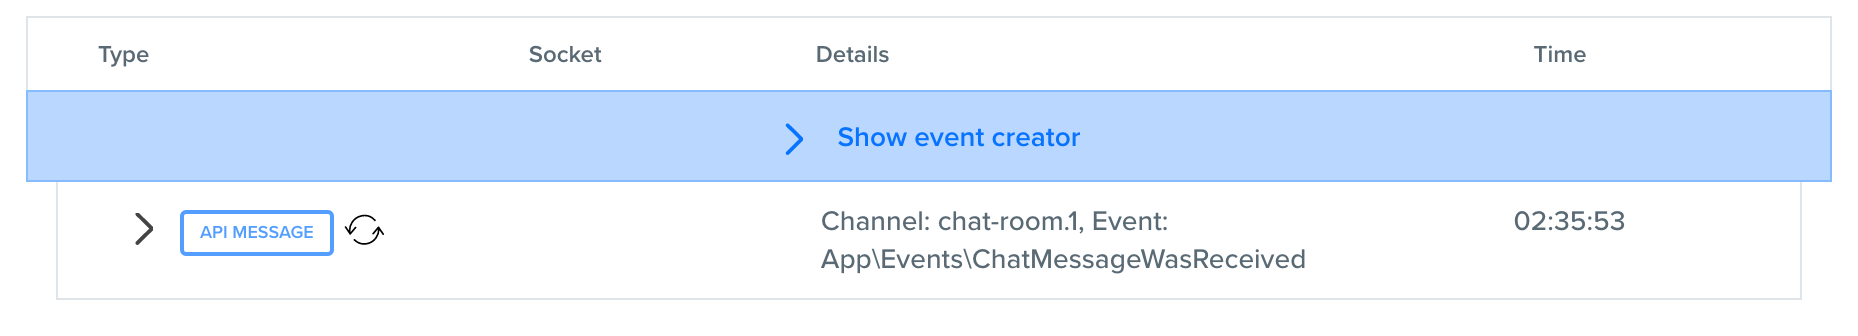 Type Socket Details Time
Show event creator
API MESSAGE Channel: chat-room.1, Event: 02:35:53
App\Events\ChatMessageWasReceived